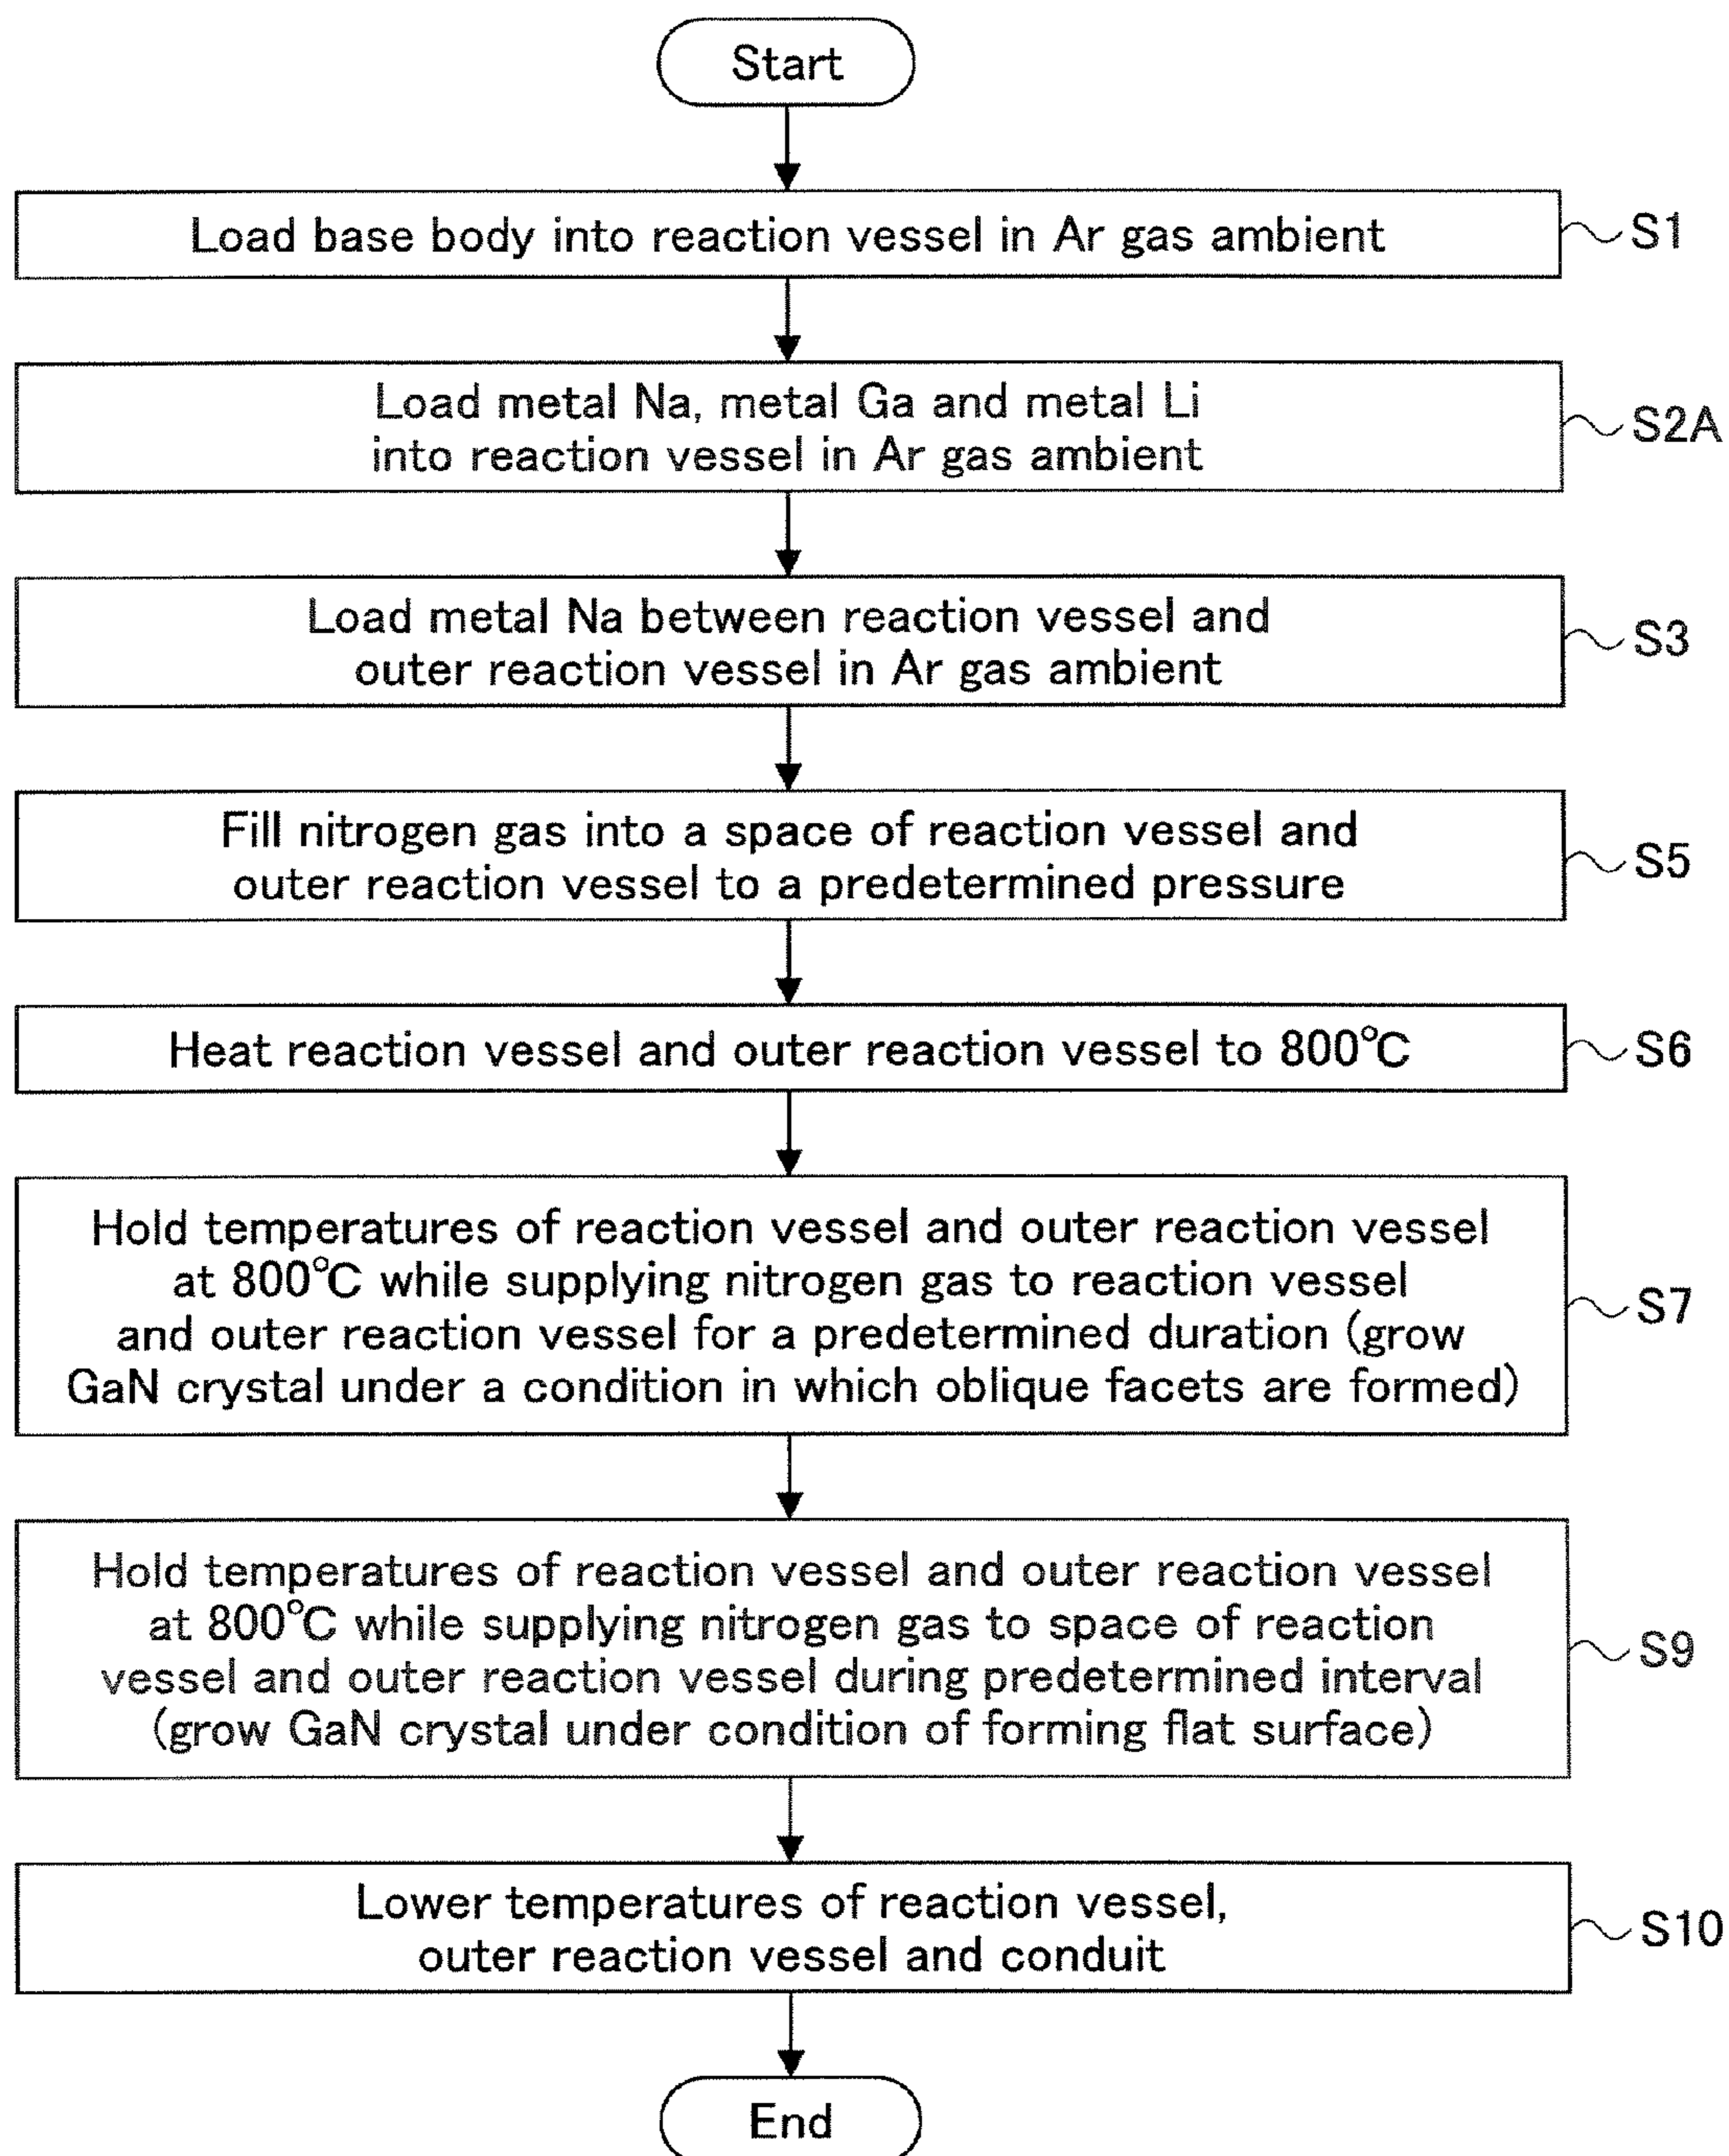 Start
Load base body into reaction vessel in Ar gas ambient
S1
Load metal Na, metal Ga and metal Li
into reaction vessel in Ar gas ambient
S2A
Load metal Na between reaction vessel and
outer reaction vessel in Ar gas ambient
S3
Fill nitrogen gas into a space of reaction vessel and
outer reaction vessel to a predetermined pressure
S5
Heat reaction vessel and outer reaction vessel to 800℃
S6
Hold temperatures of reaction vessel and outer reaction vessel
at 800℃ while supplying nitrogen gas to reaction vessel
and outer reaction vessel for a predetermined duration (grow
GaN crystal under a condition in which oblique facets are formed)
S7
Hold temperatures of reaction vessel and outer reaction vessel
at 800℃ while supplying nitrogen gas to space of reaction
vessel and outer reaction vessel during predetermined interval
(grow GaN crystal under condition of forming flat surface)
S9
Lower temperatures of reaction vessel,
outer reaction vessel and conduit
S10
End